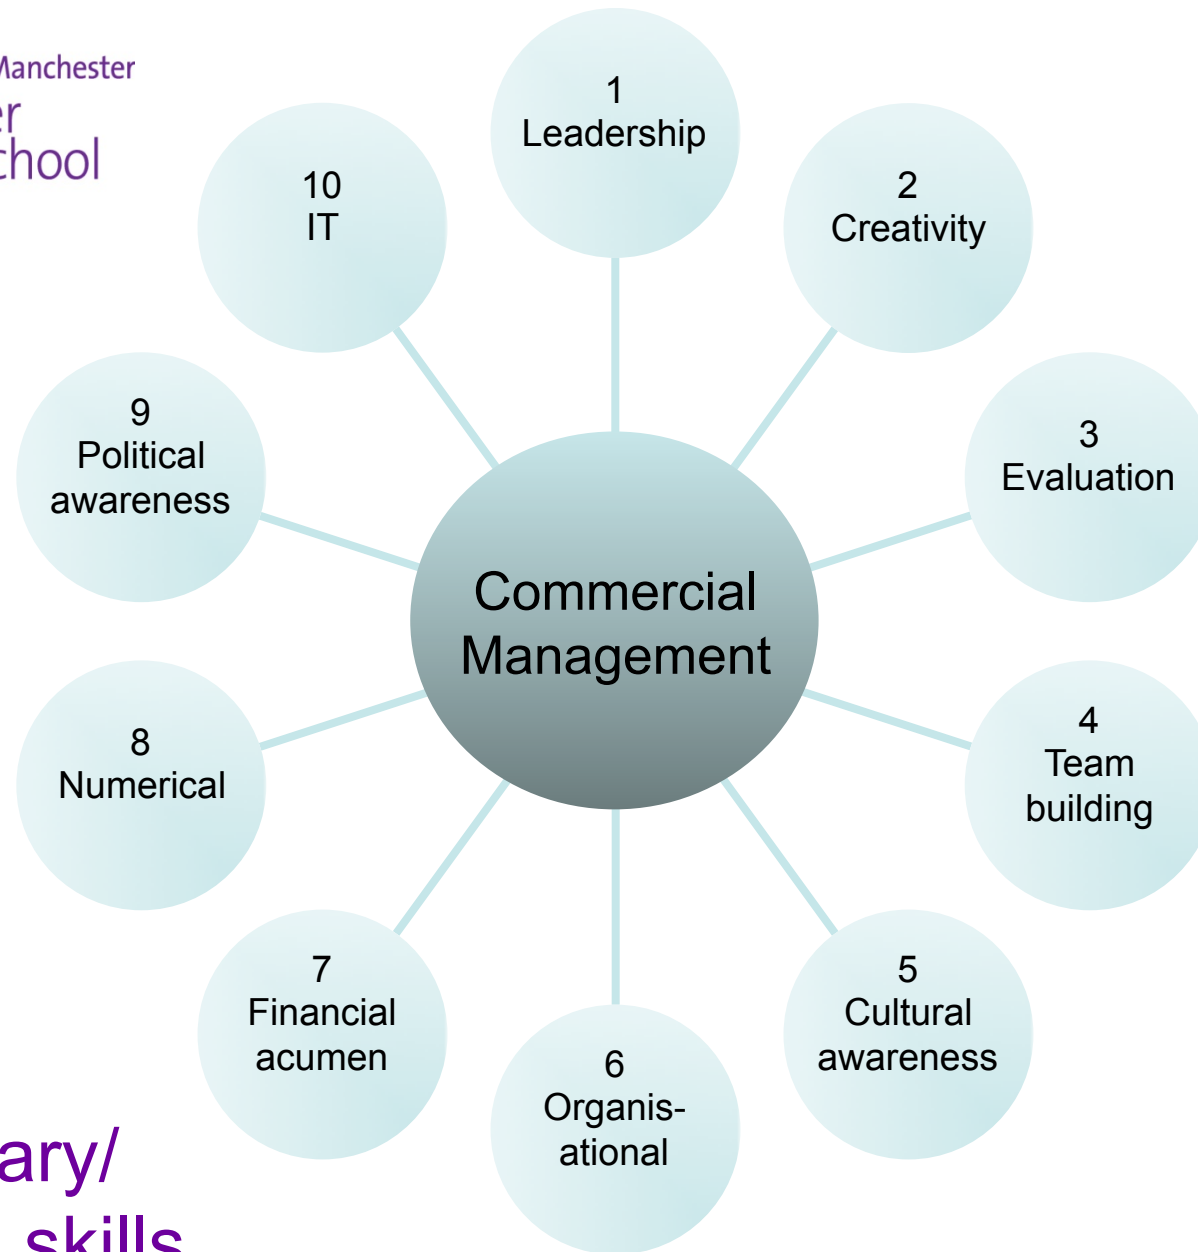 Manchester
er
chool
1
Leadership
2
Creativity
3
Evaluation
4
Team
building
5
Cultural
awareness
6
Organis-
ational
7
Financial
acumen
8
Numerical
9
Political
awareness
10
IT
Commercial
Management
ary/
skills